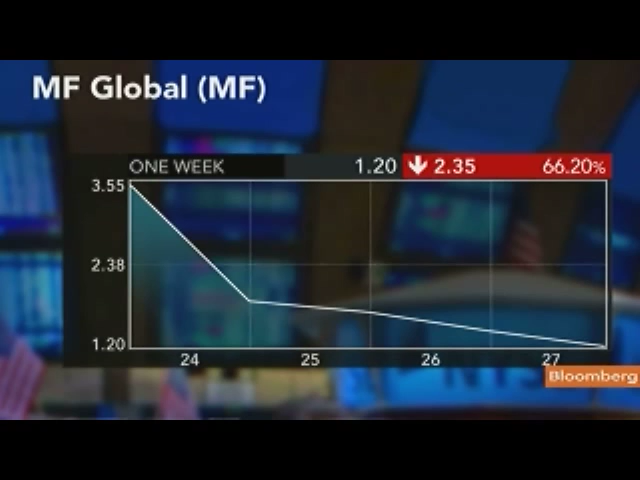 MF Global (MF)
ONE WEEK 1.20 ↓ 2.35 66.20%
3.55
2.38
1.20
24 25 26 27
Bloomberg
NYS